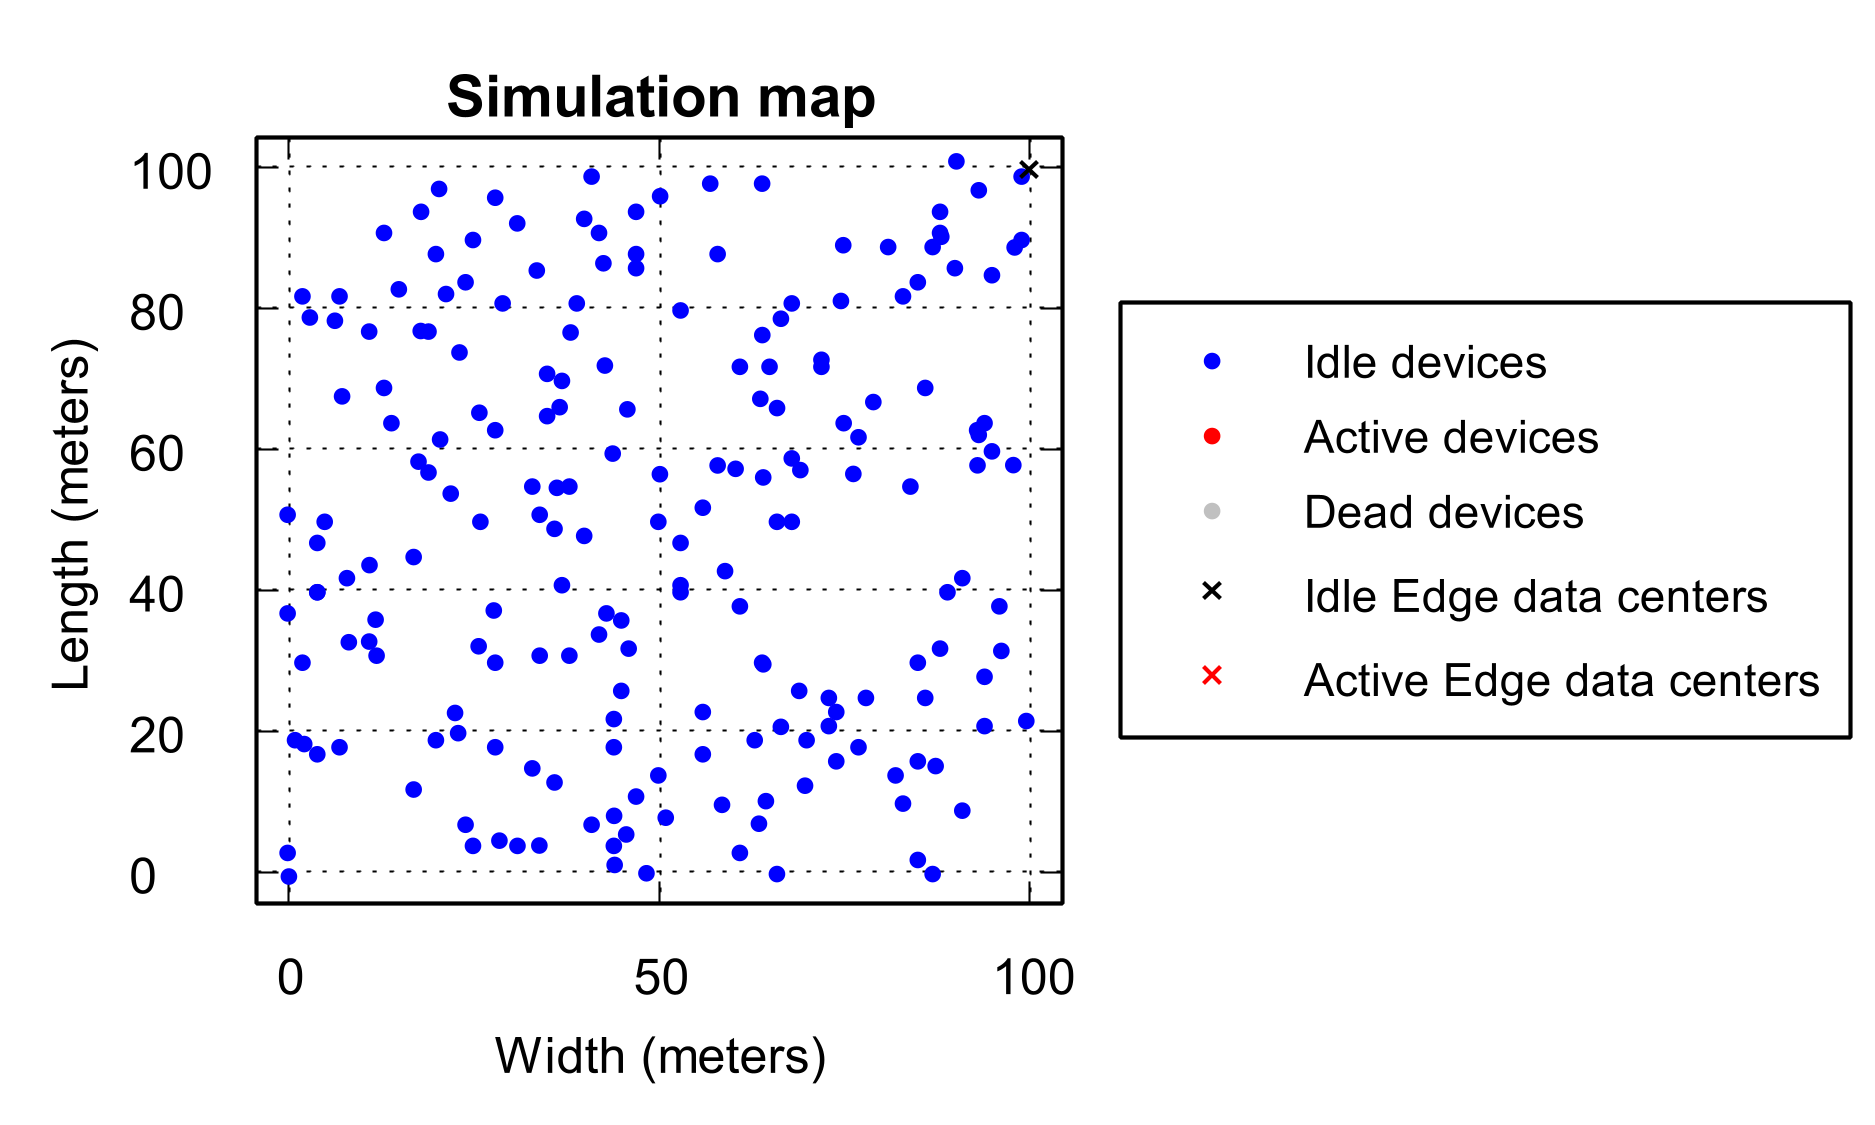 Simulation map
100
80
60
40
20
0
Length (meters)
0 50 100
Width (meters)
Idle devices
Active devices
Dead devices
Idle Edge data centers
Active Edge data centers